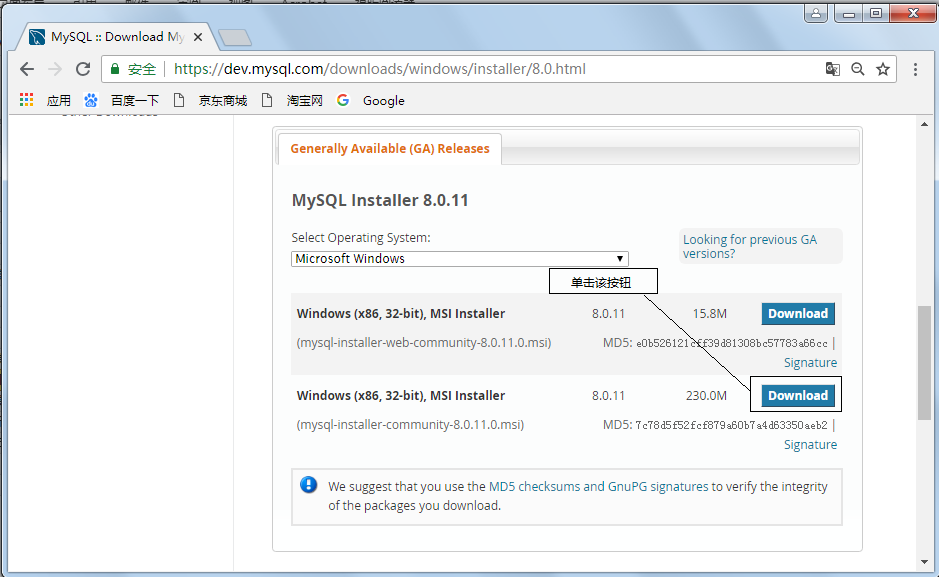 MySQL :: Download My
安全 https://dev.mysql.com/downloads/windows/installer/8.0.html
应用 百度一下 京东商城 淘宝网 Google
Generally Available (GA) Releases
MySQL Installer 8.0.11
Select Operating System:
Looking for previous GA
versions?
Microsoft Windows
单击该按钮
Windows (x86, 32-bit), MSI Installer 8.0.11 15.8M Download
(mysql-installer-web-community-8.0.11.0.msi) MD5: e0b526121cff39d81308bc57783a66cc |
Signature
Windows (x86, 32-bit), MSI Installer 8.0.11 230.0M Download
(mysql-installer-community-8.0.11.0.msi) MD5: 7c78d5f52fcf879a60b7a4d63350aeb2 |
Signature
We suggest that you use the MD5 checksums and GnuPG signatures to verify the integrity
of the packages you download.